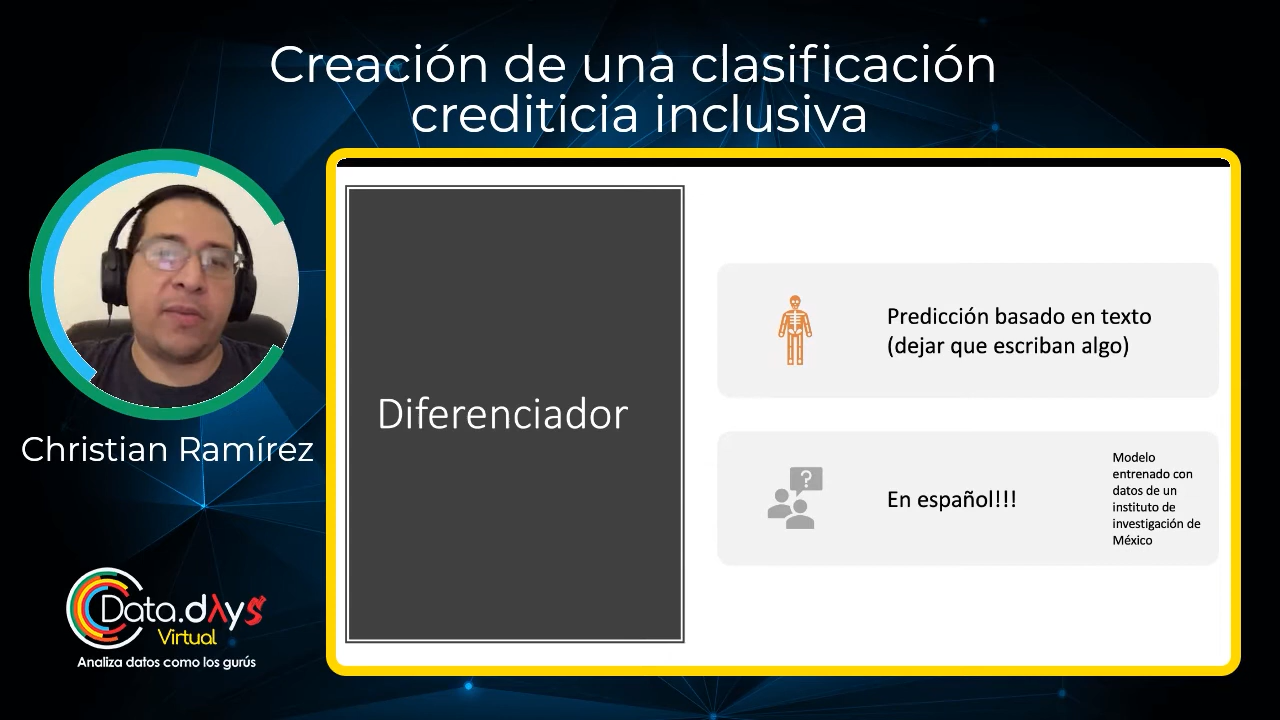 Creación de una clasificación
crediticia inclusiva
Christian Ramírez
Data.dλys
Virtual
Analiza datos como los gurús
Diferenciador
Predicción basado en texto
(dejar que escriban algo)
?
En español!!!
Modelo
entrenado con
datos de un
instituto de
investigación de
México